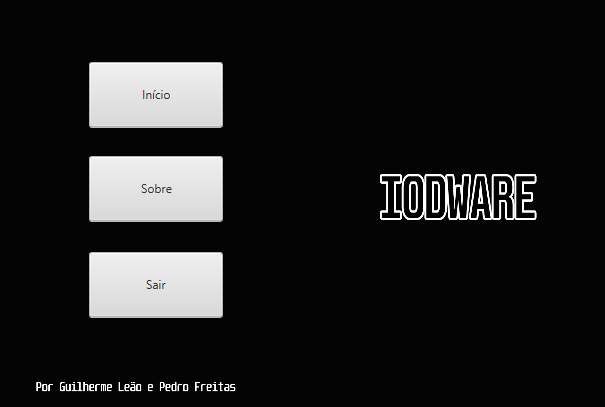 Início
Sobre
IODWARE
Sair
Por Guilherme Leão e Pedro Freitas